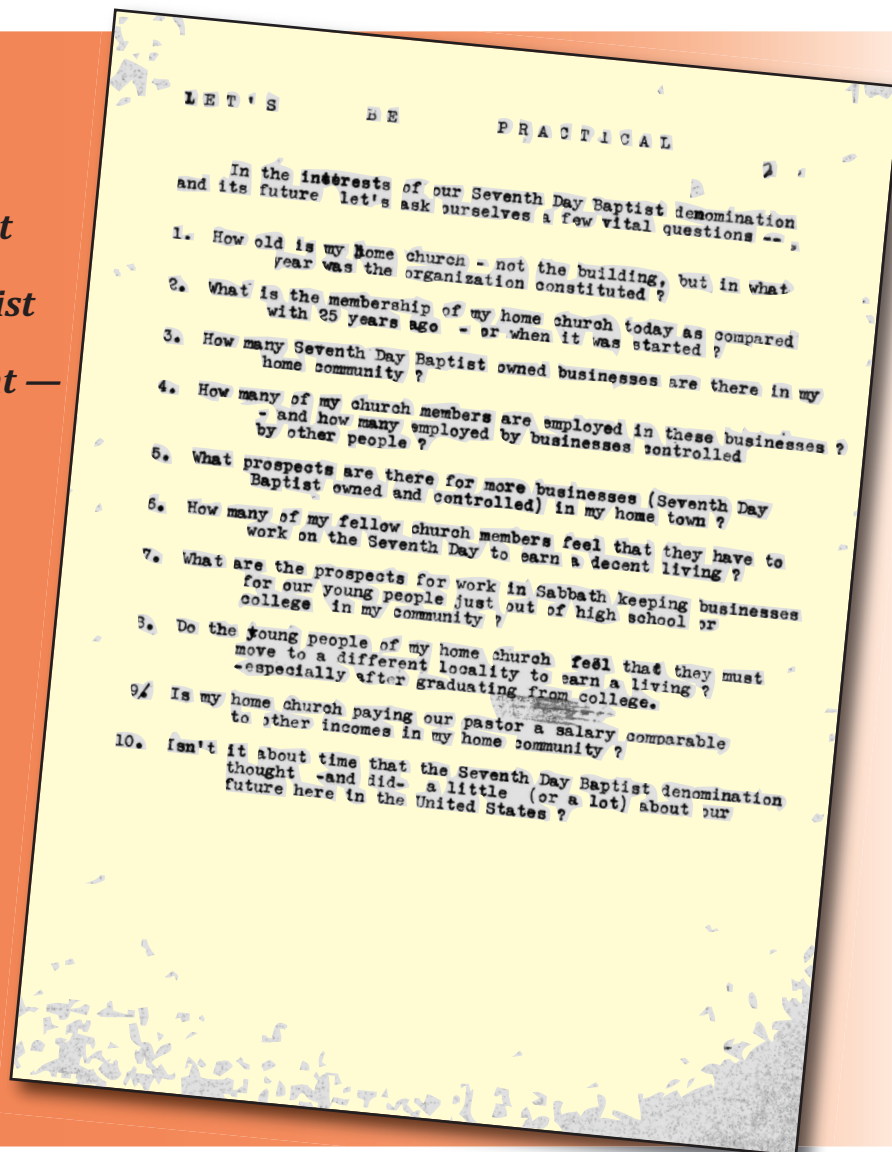 t
ist
t —
LET'S BE PRACTICAL
In the interests of our Seventh Day Baptist denomination
and its future let's ask ourselves a few vital questions -- .
1. How old is my home church - not the building, but in what
year was the organization constituted ?
2. What is the membership of my home church today as compared
with 25 years ago - or when it was started ?
3. How many Seventh Day Baptist owned businesses are there in my
home community ?
4. How many of my church members are employed in these businesses ?
- and how many employed by businesses controlled
by other people ?
5. What prospects are there for more businesses (Seventh Day
Baptist owned and controlled) in my home town ?
6. How many of my fellow church members feel that they have to
work on the Seventh Day to earn a decent living ?
7. What are the prospects for work in Sabbath keeping businesses
for our young people just out of high school or
college in my community ?
8. Do the young people of my home church feel that they must
move to a different locality to earn a living ?
-especially after graduating from college.
9. Is my home church paying our pastor a salary comparable
to other incomes in my home community ?
10. Isn't it about time that the Seventh Day Baptist denomination
thought -and did- a little (or a lot) about our
future here in the United States ?